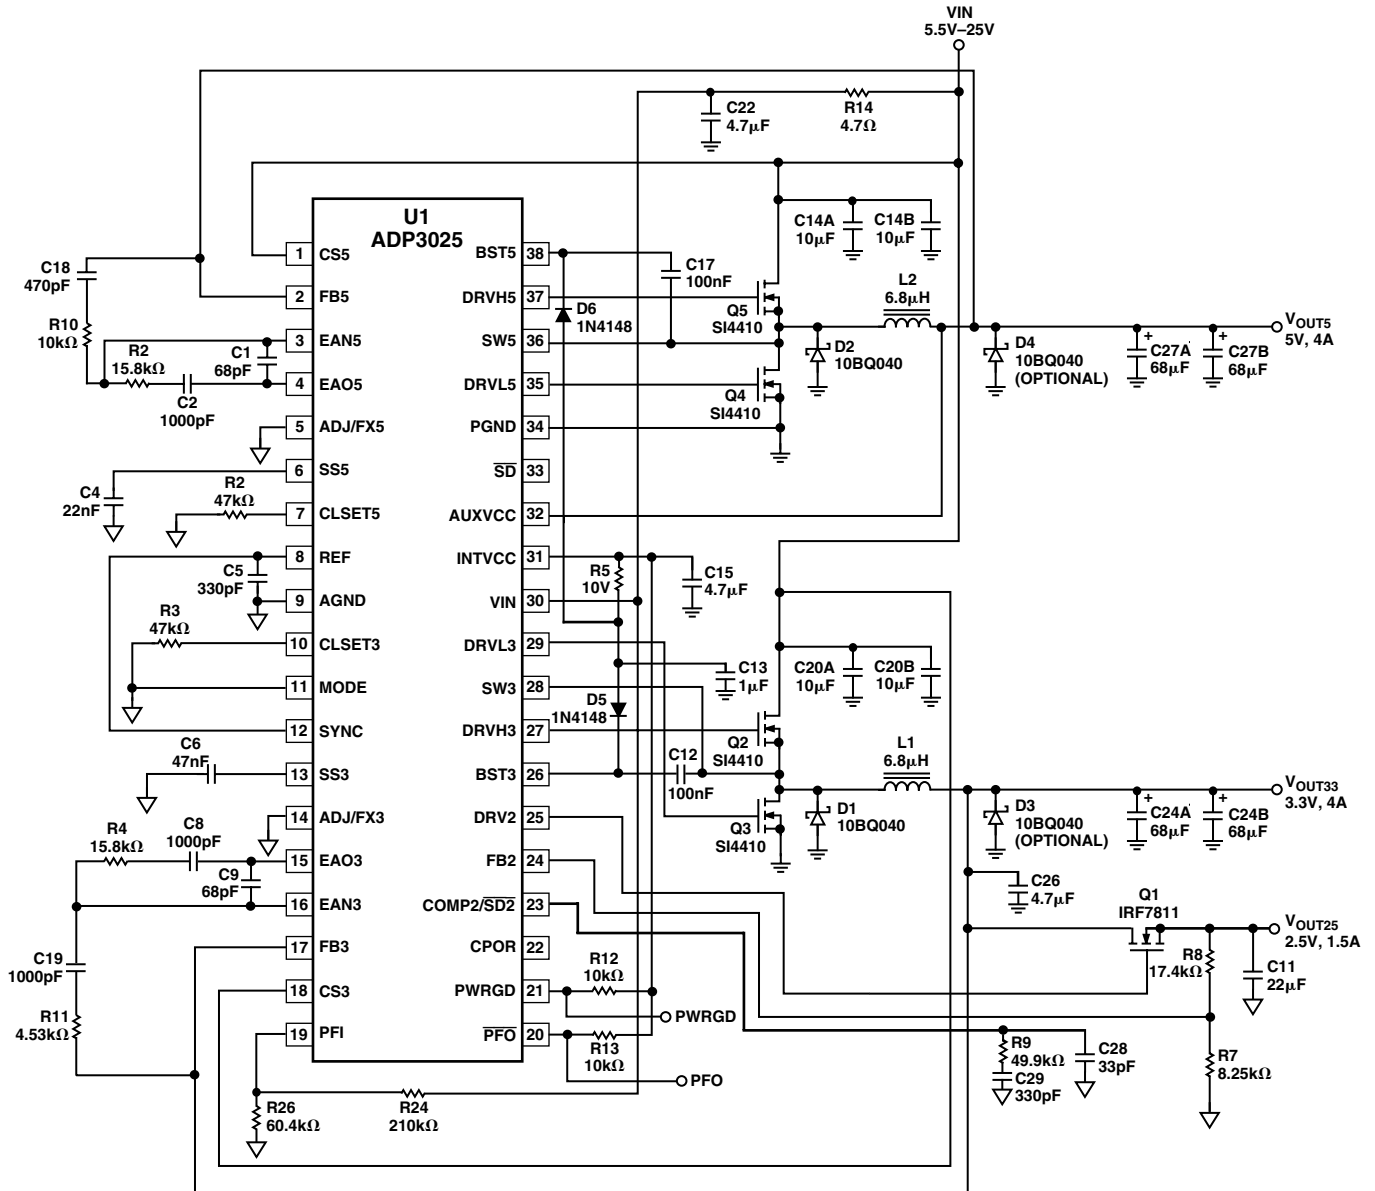 VIN
5.5V–25V
C22
4.7μF
R14
4.7Ω
U1
ADP3025
C14A
10μF
C14B
10μF
C18
470pF
R10
10kΩ
R2
15.8kΩ
C1
68pF
C2
1000pF
1 CS5
2 FB5
3 EAN5
4 EAO5
5 ADJ/FX5
6 SS5
7 CLSET5
8 REF
9 AGND
10 CLSET3
11 MODE
12 SYNC
13 SS3
14 ADJ/FX3
15 EAO3
16 EAN3
17 FB3
18 CS3
19 PFI
BST5 38
DRVH5 37
SW5 36
DRVL5 35
PGND 34
SD 33
AUXVCC 32
INTVCC 31
VIN 30
DRVL3 29
SW3 28
DRVH3 27
BST3 26
DRV2 25
FB2 24
COMP2/SD2 23
CPOR 22
PWRGD 21
PFO 20
C17
100nF
D6
1N4148
Q5
SI4410
L2
6.8μH
D2
10BQ040
Q4
SI4410
D4
10BQ040
(OPTIONAL)
+
C27A
68μF
+
C27B
68μF
VOUT5
5V, 4A
C4
22nF
R2
47kΩ
C5
330pF
R3
47kΩ
C6
47nF
R4
15.8kΩ
C8
1000pF
C9
68pF
C19
1000pF
R11
4.53kΩ
R26
60.4kΩ
R24
210kΩ
R5
10V
C15
4.7μF
C13
1μF
D5
1N4148
C12
100nF
C20A
10μF
C20B
10μF
Q2
SI4410
L1
6.8μH
Q3
SI4410
D1
10BQ040
D3
10BQ040
(OPTIONAL)
+
C24A
68μF
+
C24B
68μF
VOUT33
3.3V, 4A
C26
4.7μF
Q1
IRF7811
VOUT25
2.5V, 1.5A
R8
17.4kΩ
C11
22μF
R12
10kΩ
PWRGD
R13
10kΩ
PFO
R9
49.9kΩ
C29
330pF
C28
33pF
R7
8.25kΩ